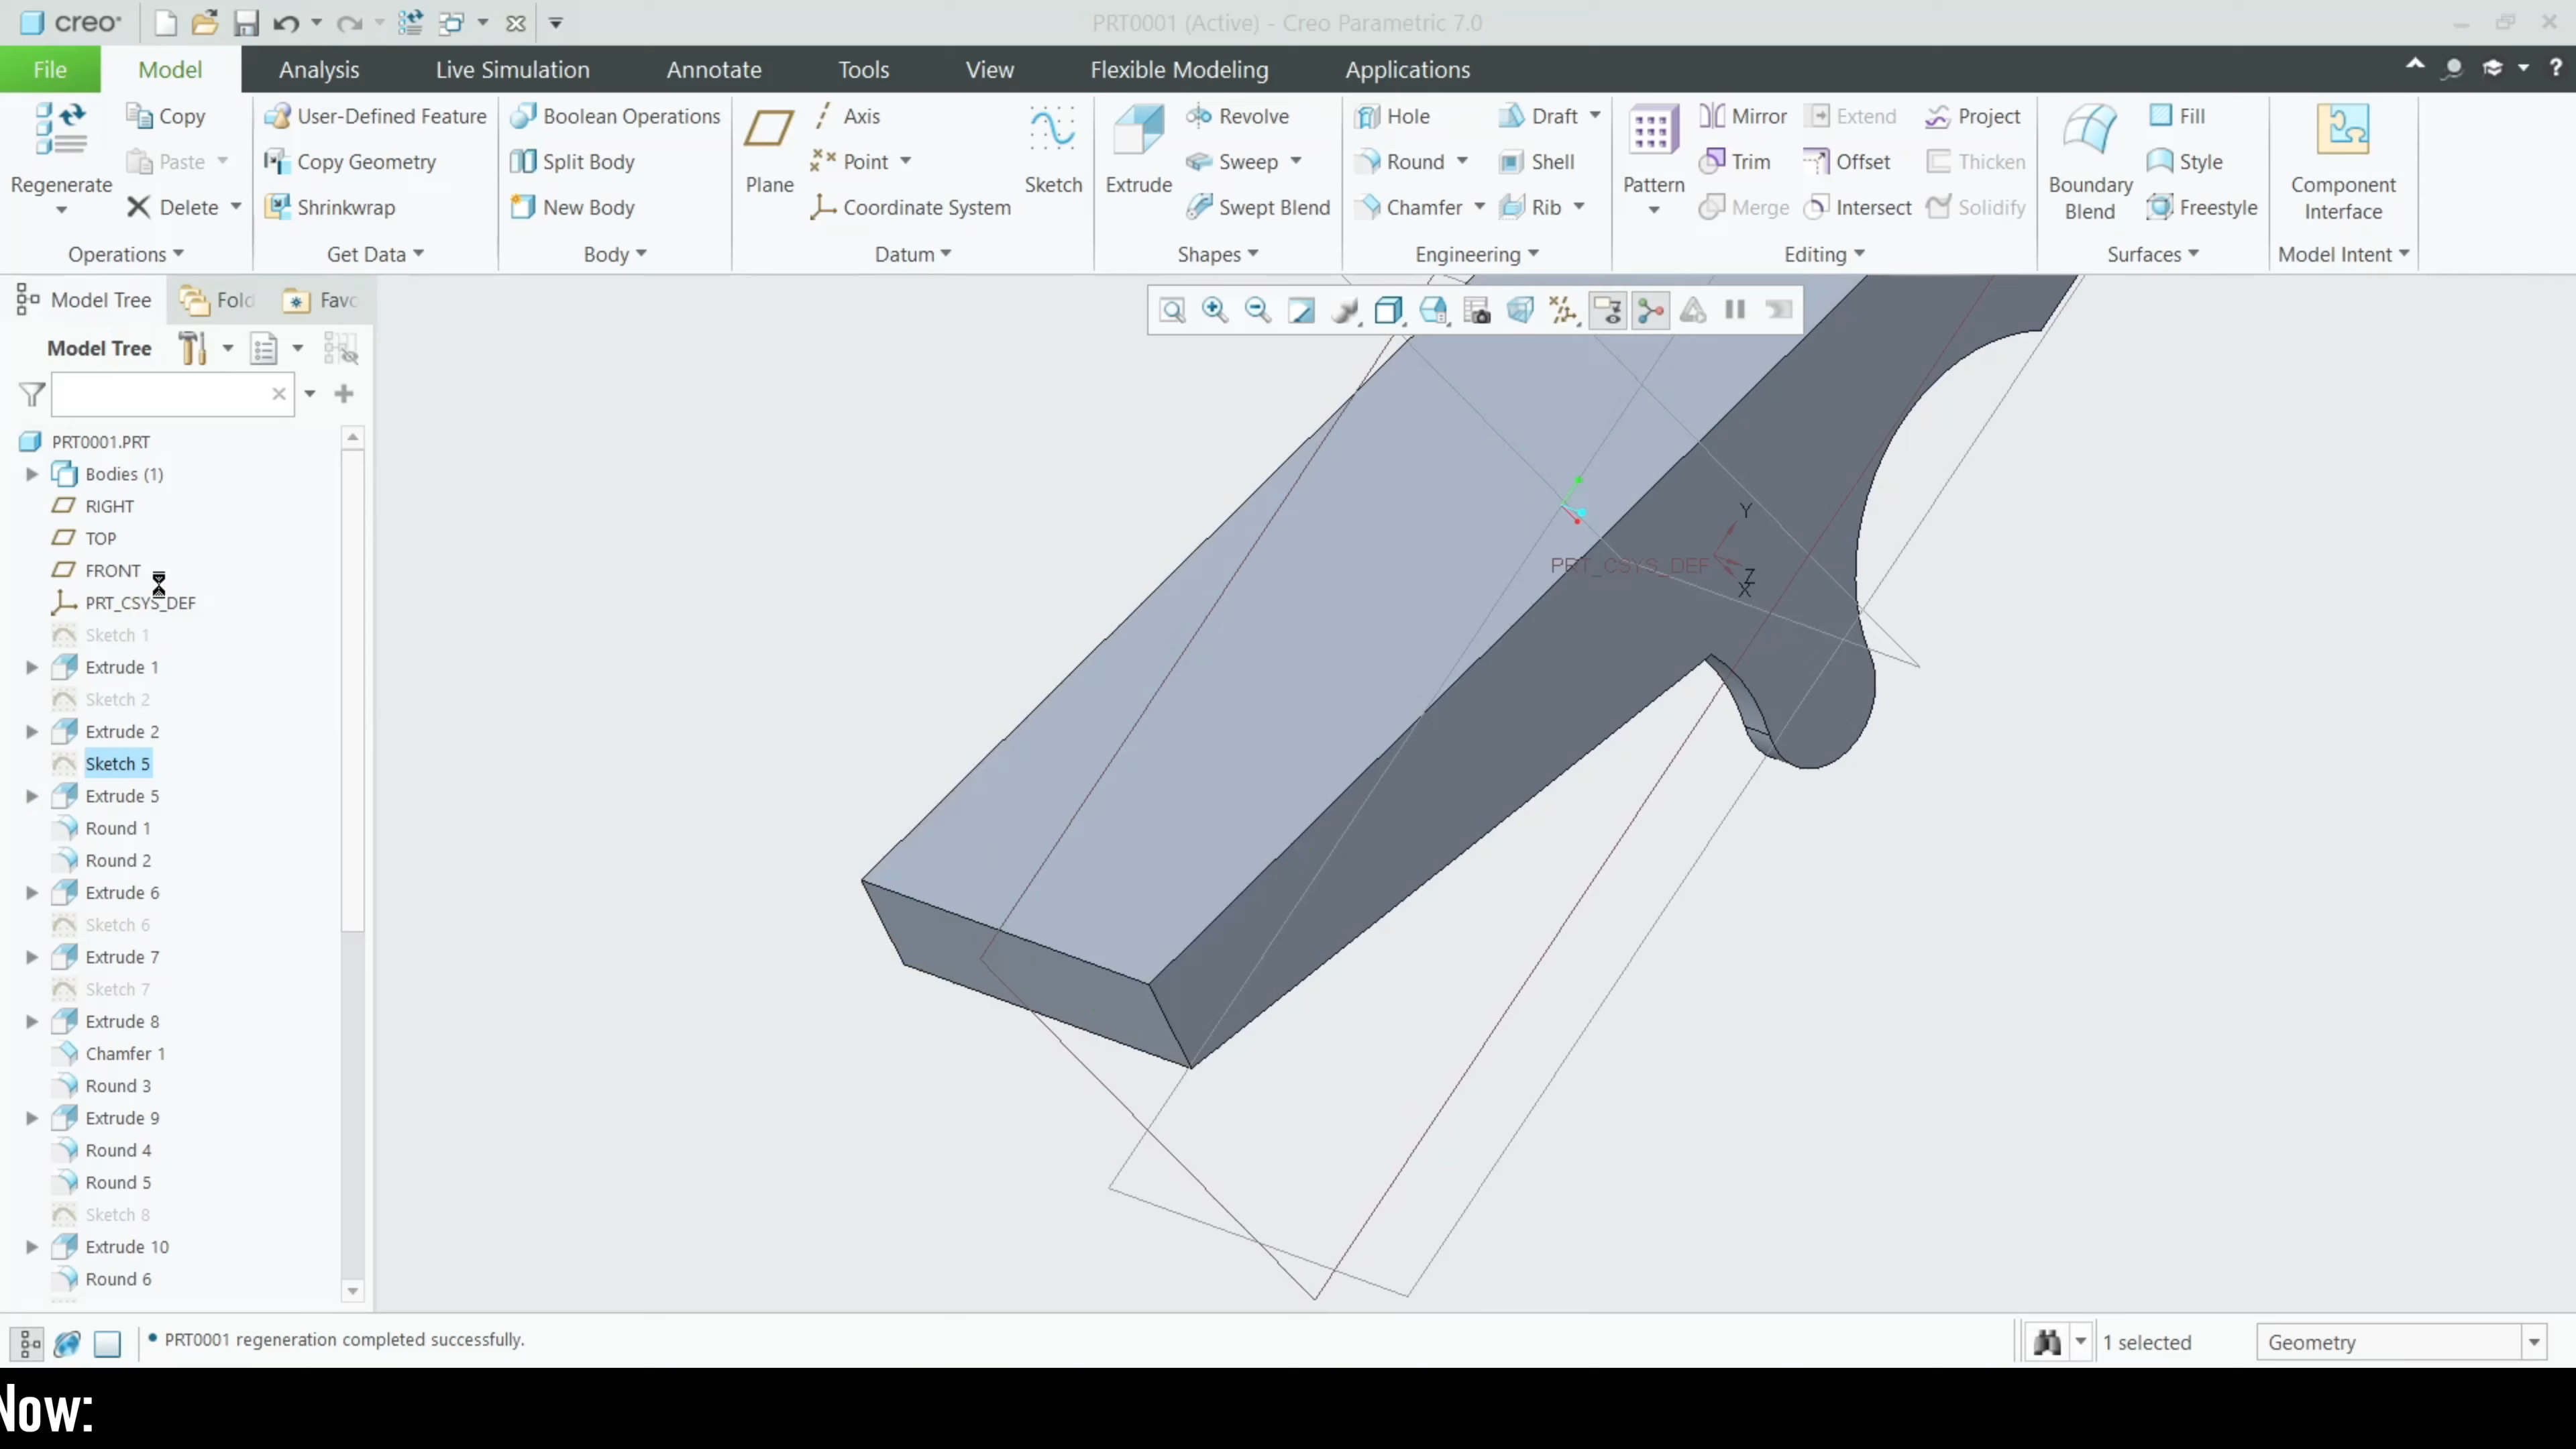 creo
PRT0001 (Active) - Creo Parametric 7.0
File
Model
Analysis
Live Simulation
Annotate
Tools
View
Flexible Modeling
Applications
Regenerate
Copy
Paste
Delete
Operations
User-Defined Feature
Copy Geometry
Shrinkwrap
Get Data
Boolean Operations
Split Body
New Body
Body
Plane
Axis
Point
Coordinate System
Sketch
Datum
Extrude
Revolve
Sweep
Swept Blend
Shapes
Hole
Round
Chamfer
Draft
Shell
Rib
Engineering
Pattern
Mirror
Trim
Merge
Extend
Offset
Intersect
Project
Thicken
Solidify
Editing
Boundary
Blend
Fill
Style
Freestyle
Surfaces
Component
Interface
Model Intent
Model Tree
Fold
Favo
Model Tree
PRT0001.PRT
Bodies (1)
RIGHT
TOP
FRONT
PRT_CSYS_DEF
Sketch 1
Extrude 1
Sketch 2
Extrude 2
Sketch 5
Extrude 5
Round 1
Round 2
Extrude 6
Sketch 6
Extrude 7
Sketch 7
Extrude 8
Chamfer 1
Round 3
Extrude 9
Round 4
Round 5
Sketch 8
Extrude 10
Round 6
Y
PRT_CSYS_DEF
Z
X
PRT0001 regeneration completed successfully.
1 selected
Geometry
Now: